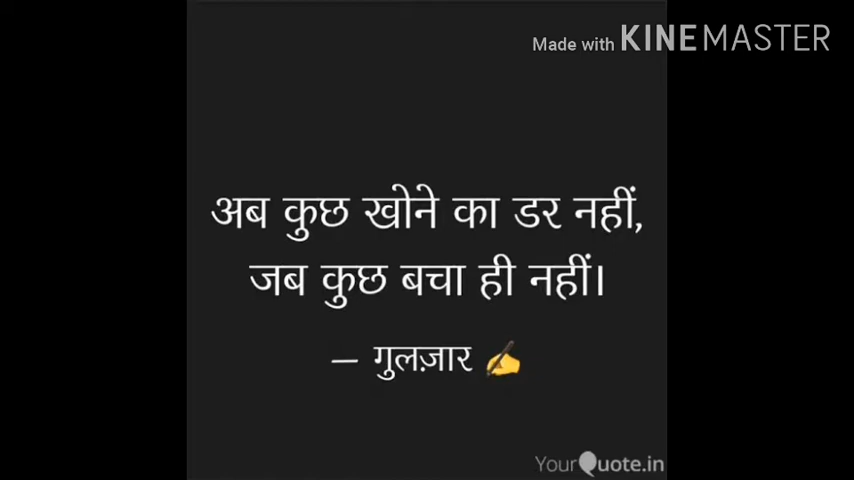 Made with KINEMASTER
अब कुछ खोने का डर नहीं,
जब कुछ बचा ही नहीं।
— गुलज़ार ✍️
YourQuote.in